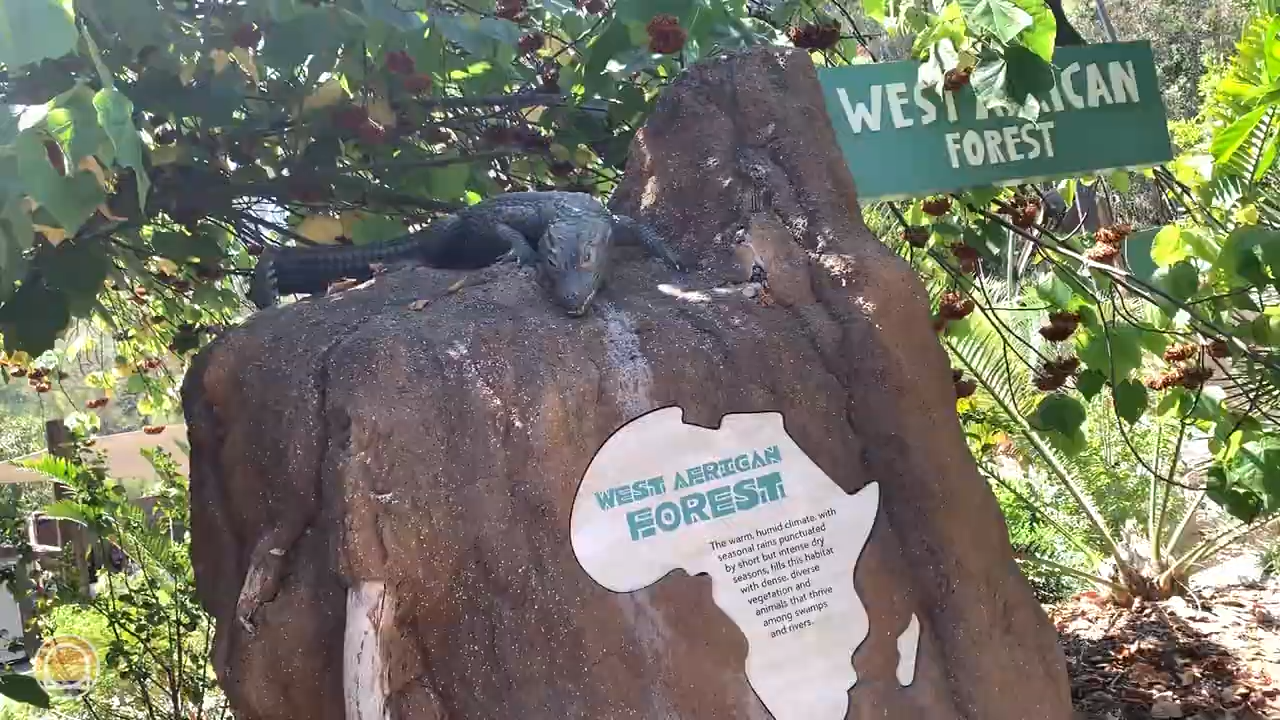 WEST AFRICAN
FOREST
WEST AFRICAN
FOREST
The warm, humid climate, with
seasonal rains punctuated
by short but intense dry
seasons, fills this habitat
with dense, diverse
vegetation and
animals that thrive
among swamps
and rivers.